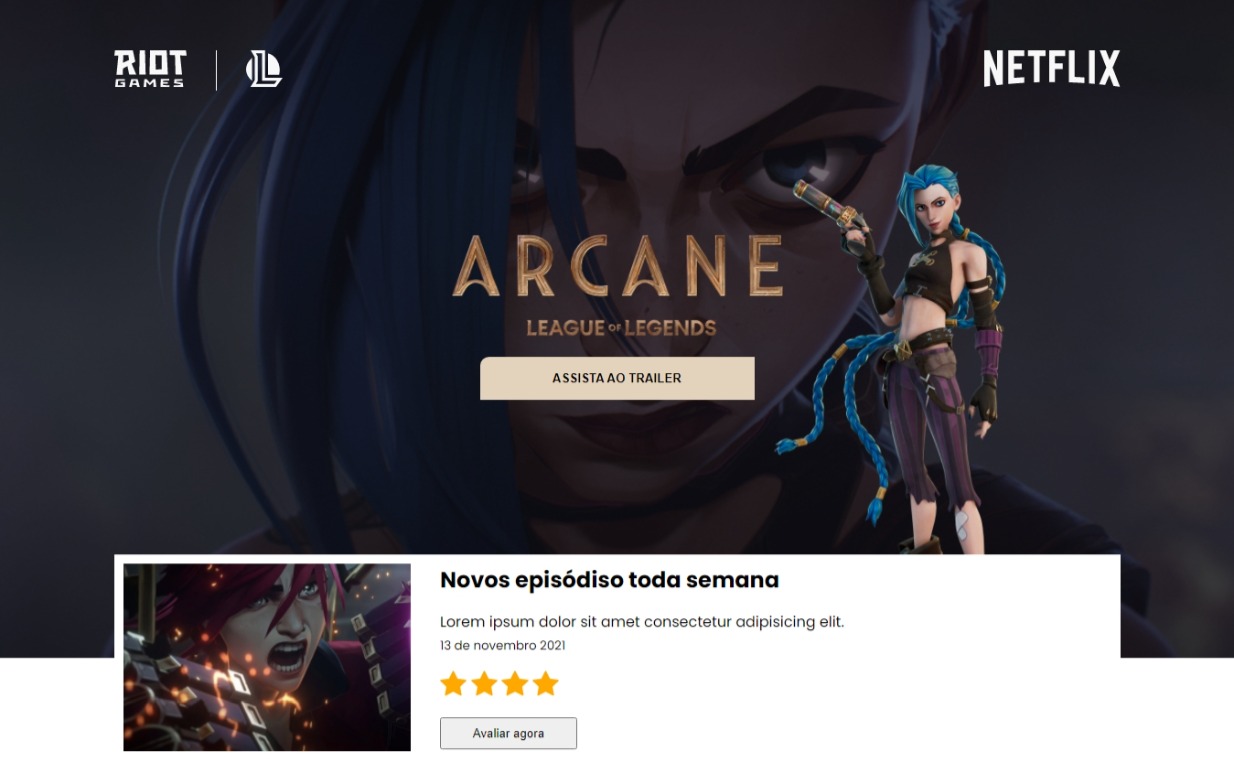 RIOT
GAMES
L
NETFLIX
ARCANE
LEAGUE OF LEGENDS
ASSISTA AO TRAILER
Novos episódiso toda semana
Lorem ipsum dolor sit amet consectetur adipisicing elit.
13 de novembro 2021
Avaliar agora